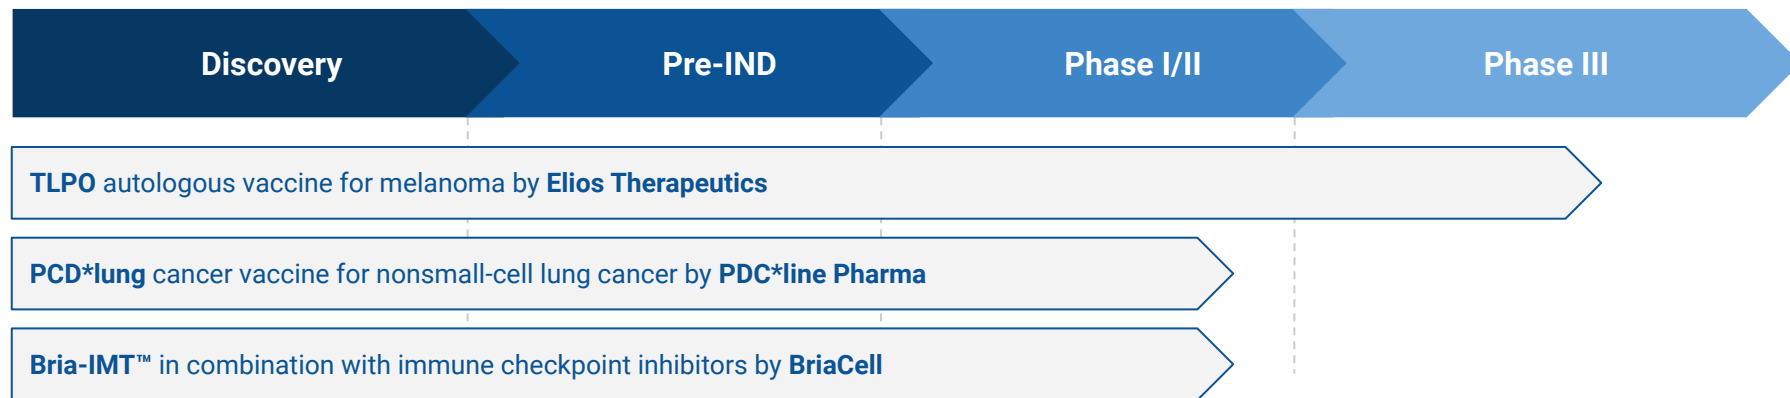 Discovery
Pre-IND
Phase I/II
Phase III
TLPO autologous vaccine for melanoma by Elios Therapeutics
PCD*lung cancer vaccine for nonsmall-cell lung cancer by PDC*line Pharma
Bria-IMT™ in combination with immune checkpoint inhibitors by BriaCell